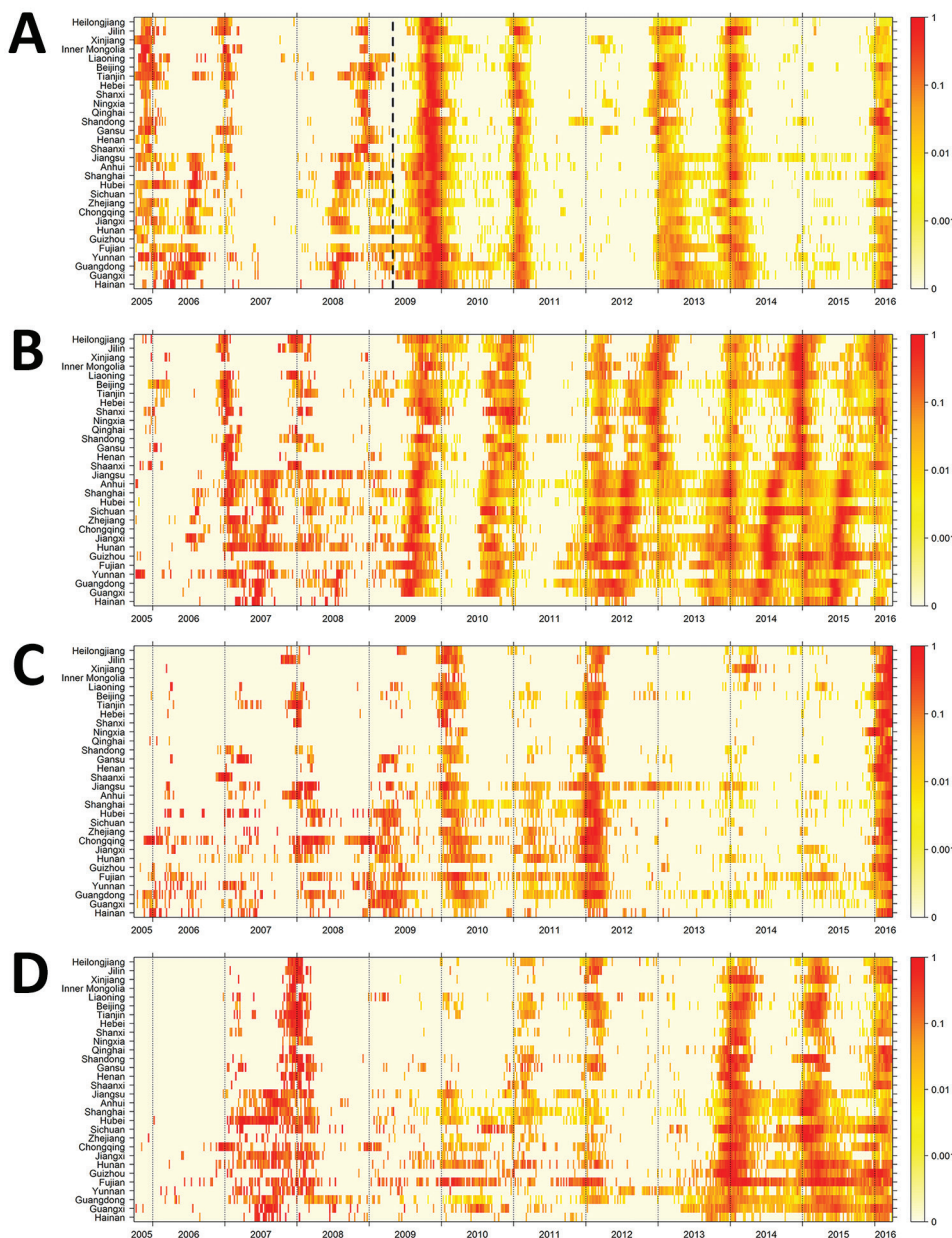 A
Heilongjiang
Jilin
Xinjiang
Inner Mongolia
Liaoning
Beijing
Tianjin
Hebei
Shanxi
Ningxia
Qinghai
Shandong
Gansu
Henan
Shaanxi
Jiangsu
Anhui
Shanghai
Hubei
Sichuan
Zhejiang
Chongqing
Jiangxi
Hunan
Guizhou
Fujian
Yunnan
Guangdong
Guangxi
Hainan
2005 2006 2007 2008 2009 2010 2011 2012 2013 2014 2015 2016
1
0.1
0.01
0.001
0
B
Heilongjiang
Jilin
Xinjiang
Inner Mongolia
Liaoning
Beijing
Tianjin
Hebei
Shanxi
Ningxia
Qinghai
Shandong
Gansu
Henan
Shaanxi
Jiangsu
Anhui
Shanghai
Hubei
Sichuan
Zhejiang
Chongqing
Jiangxi
Hunan
Guizhou
Fujian
Yunnan
Guangdong
Guangxi
Hainan
2005 2006 2007 2008 2009 2010 2011 2012 2013 2014 2015 2016
1
0.1
0.01
0.001
0
C
Heilongjiang
Jilin
Xinjiang
Inner Mongolia
Liaoning
Beijing
Tianjin
Hebei
Shanxi
Ningxia
Qinghai
Shandong
Gansu
Henan
Shaanxi
Jiangsu
Anhui
Shanghai
Hubei
Sichuan
Zhejiang
Chongqing
Jiangxi
Hunan
Guizhou
Fujian
Yunnan
Guangdong
Guangxi
Hainan
2005 2006 2007 2008 2009 2010 2011 2012 2013 2014 2015 2016
1
0.1
0.01
0.001
0
D
Heilongjiang
Jilin
Xinjiang
Inner Mongolia
Liaoning
Beijing
Tianjin
Hebei
Shanxi
Ningxia
Qinghai
Shandong
Gansu
Henan
Shaanxi
Jiangsu
Anhui
Shanghai
Hubei
Sichuan
Zhejiang
Chongqing
Jiangxi
Hunan
Guizhou
Fujian
Yunnan
Guangdong
Guangxi
Hainan
2005 2006 2007 2008 2009 2010 2011 2012 2013 2014 2015 2016
1
0.1
0.01
0.001
0